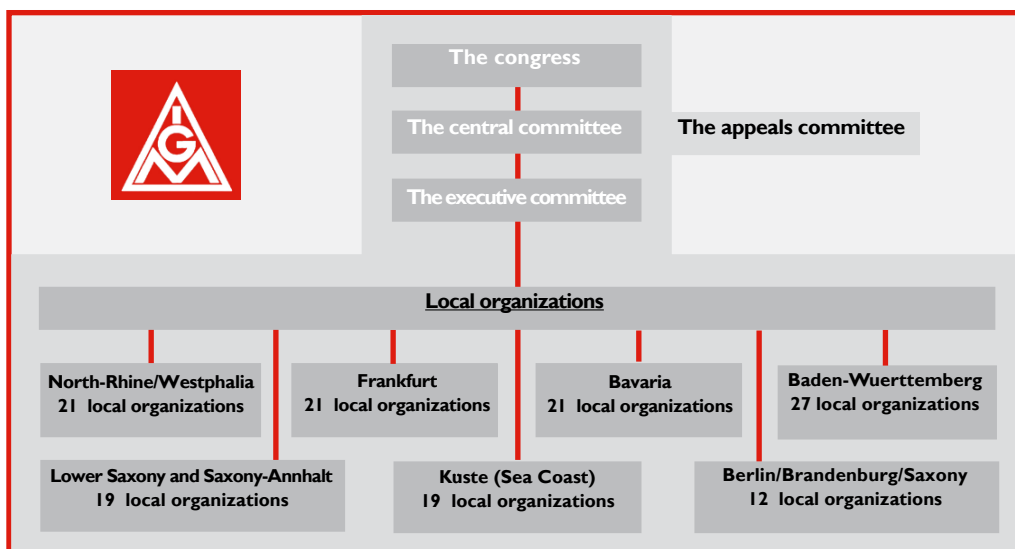 IGM
The congress
The central committee
The appeals committee
The executive committee
Local organizations
North-Rhine/Westphalia
21 local organizations
Frankfurt
21 local organizations
Bavaria
21 local organizations
Baden-Wuerttemberg
27 local organizations
Lower Saxony and Saxony-Annhalt
19 local organizations
Kuste (Sea Coast)
19 local organizations
Berlin/Brandenburg/Saxony
12 local organizations